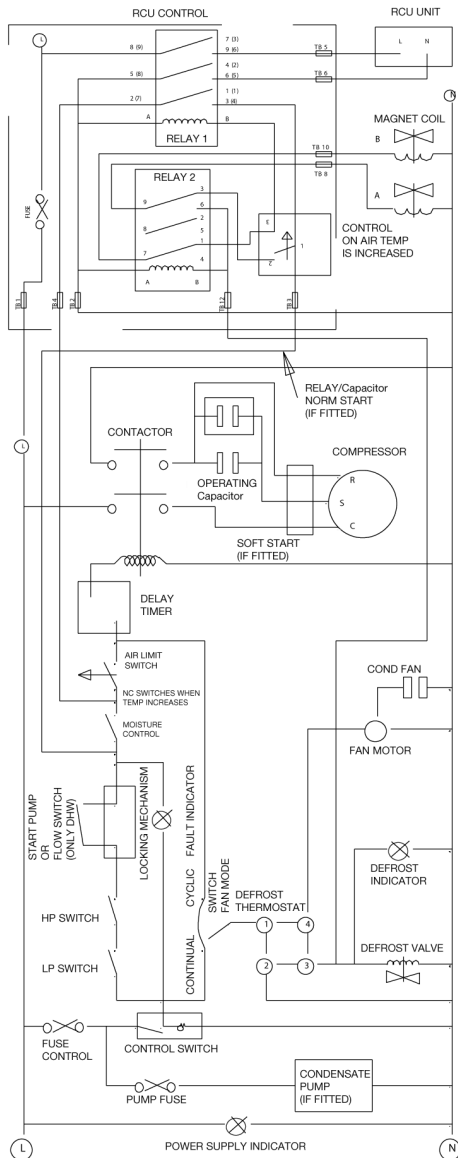 RCU CONTROL
RCU UNIT
L
8 (9)
7 (3)
9 (6)
TB 5
L N
5 (8)
4 (2)
6 (5)
TB 6
2 (7)
1 (1)
3 (4)
N
A
B
RELAY 1
MAGNET COIL
B
TB 10
TB 8
RELAY 2
A
3
9
6
2
8
5
1
7
4
A B
3
1
2
CONTROL
ON AIR TEMP
IS INCREASED
FUSE
TB 1
TB 4
TB 2
TB 12
TB 3
RELAY/Capacitor
NORM START
(IF FITTED)
L
CONTACTOR
OPERATING
Capacitor
COMPRESSOR
R
S
C
SOFT START
(IF FITTED)
DELAY
TIMER
AIR LIMIT
SWITCH
NC SWITCHES WHEN
TEMP INCREASES
MOISTURE
CONTROL
COND FAN
FAN MOTOR
START PUMP
OR
FLOW SWITCH
(ONLY DHW)
LOCKING MECHANISM
FAULT INDICATOR
CYCLIC
CONTINUAL
SWITCH
FAN MODE
DEFROST
THERMOSTAT
1
4
2
3
DEFROST
INDICATOR
DEFROST VALVE
HP SWITCH
LP SWITCH
FUSE
CONTROL
CONTROL SWITCH
PUMP FUSE
CONDENSATE
PUMP
(IF FITTED)
L
POWER SUPPLY INDICATOR
N